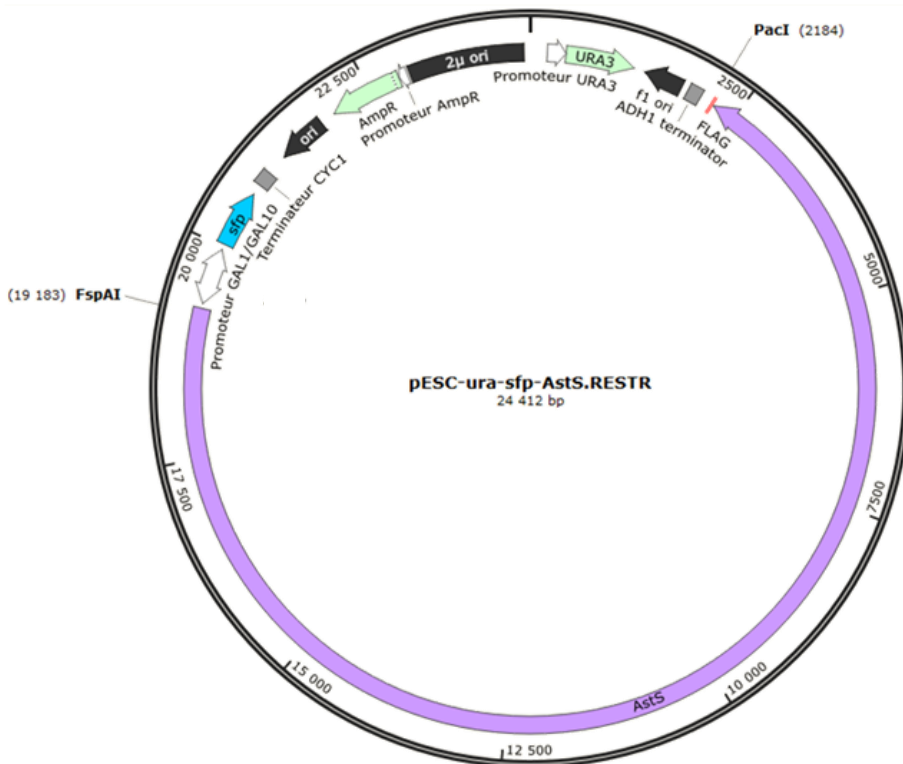 PacI (2184)
2μ ori
URA3
22 500
Promoteur URA3
f1 ori
2500
AmpR
Promoteur AmpR
ADH1 terminator
FLAG
ori
Terminateur CYC1
sfp
Promoteur GAL1/GAL10
20 000
5000
(19 183) FspAI
pESC-ura-sfp-AstS.RESTR
24 412 bp
17 500
7500
15 000
10 000
AstS
12 500